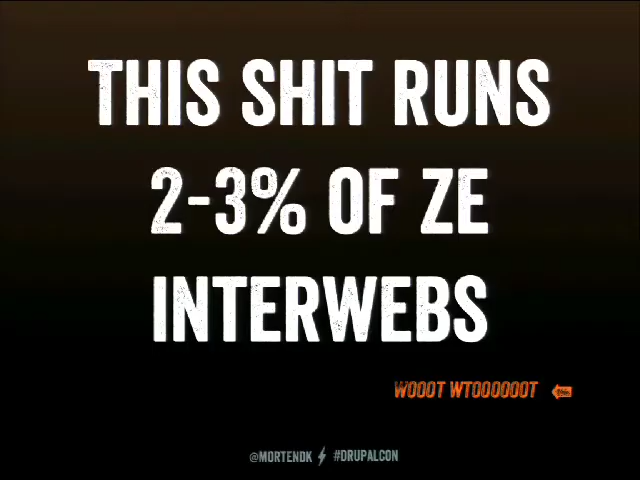 THIS SHIT RUNS
2-3% OF ZE
INTERWEBS
WOOOT WTOOOOOOT
@MORTENDK #DRUPALCON